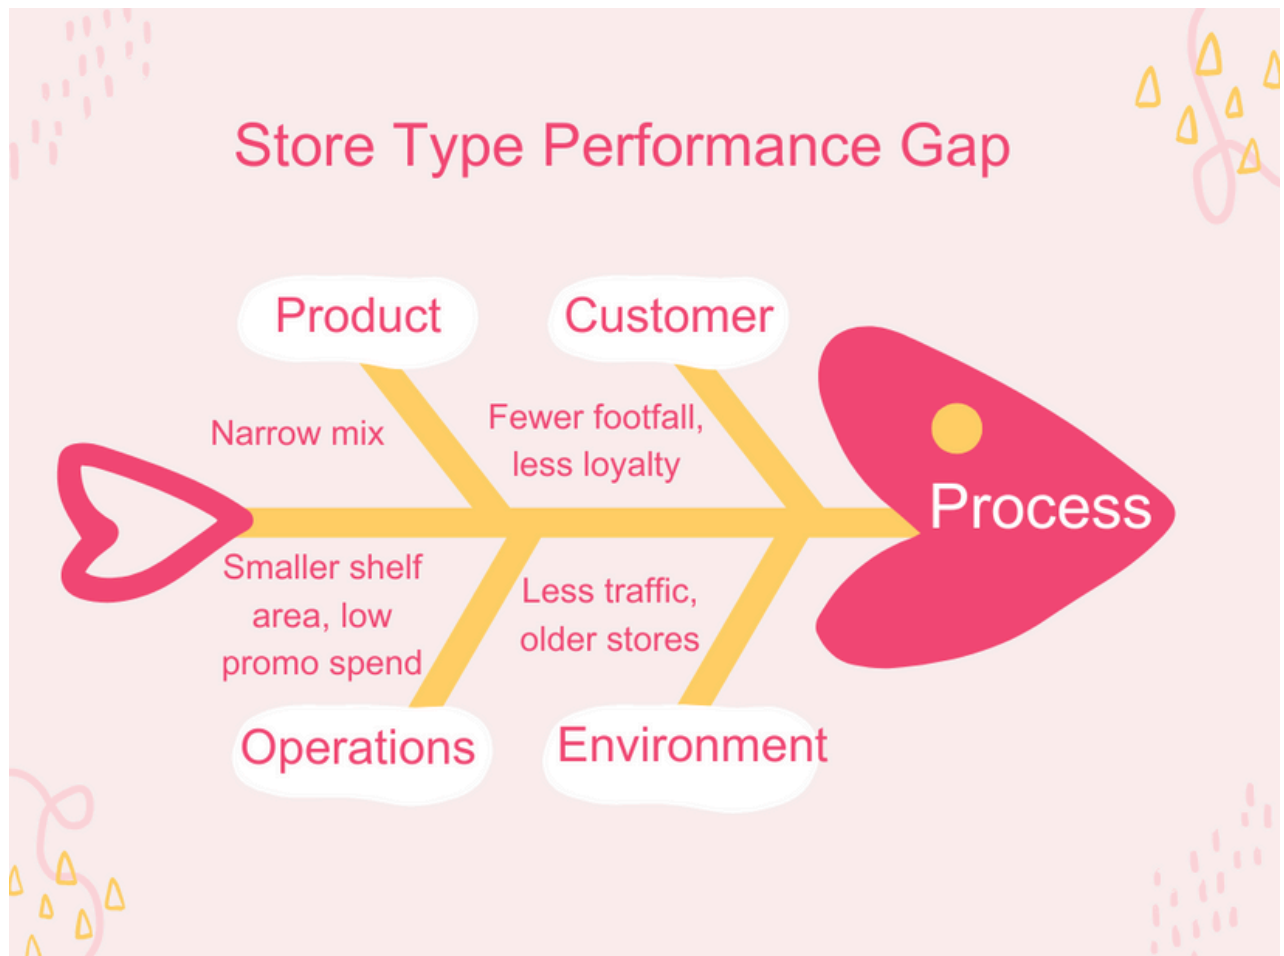 Store Type Performance Gap
Product
Customer
Narrow mix
Fewer footfall,
less loyalty
Process
Smaller shelf
area, low
promo spend
Less traffic,
older stores
Operations
Environment